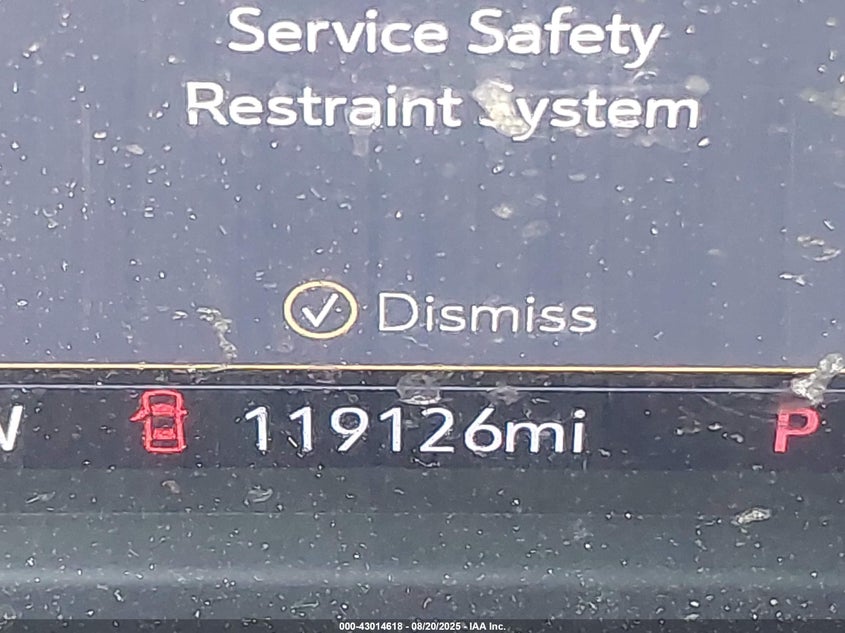 Service Safety
Restraint System
Dismiss
119126mi
P
000-43014618 - 08/20/2025 - IAA Inc.